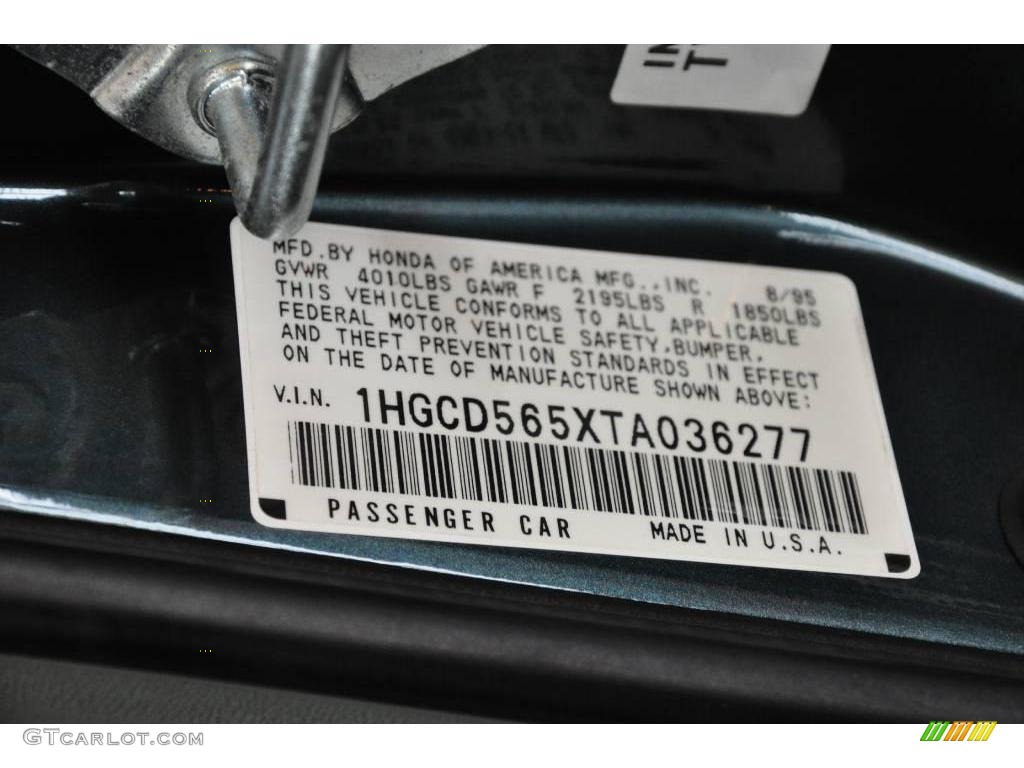 IN
T
MFD. BY HONDA OF AMERICA MFG., INC. 8/95
GVWR 4010LBS GAWR F 2195LBS R 1850LBS
THIS VEHICLE CONFORMS TO ALL APPLICABLE
FEDERAL MOTOR VEHICLE SAFETY, BUMPER,
AND THEFT PREVENTION STANDARDS IN EFFECT
ON THE DATE OF MANUFACTURE SHOWN ABOVE:
V.I.N. 1HGCD565XTA036277
PASSENGER CAR MADE IN U.S.A.
GTCARLOT.COM